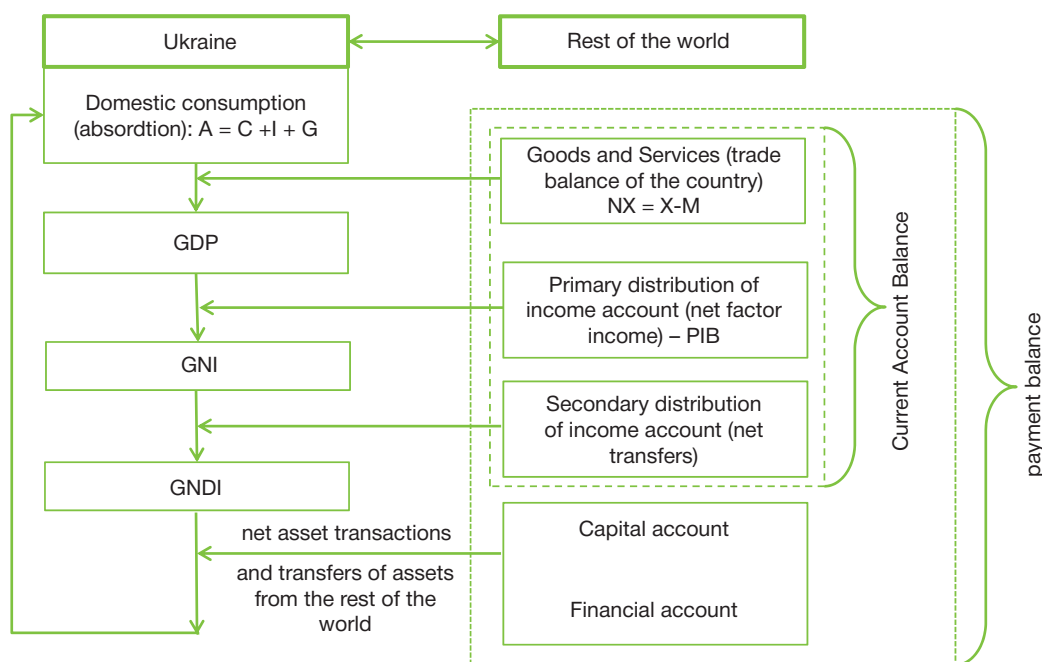 Ukraine
Rest of the world
Domestic consumption
(absordtion): A = C +I + G
Goods and Services (trade
balance of the country)
NX = X-M
GDP
Primary distribution of
income account (net factor
income) – PIB
GNI
Secondary distribution
of income account (net
transfers)
GNDI
Current Account Balance
payment balance
net asset transactions
and transfers of assets
from the rest of the
world
Capital account
Financial account